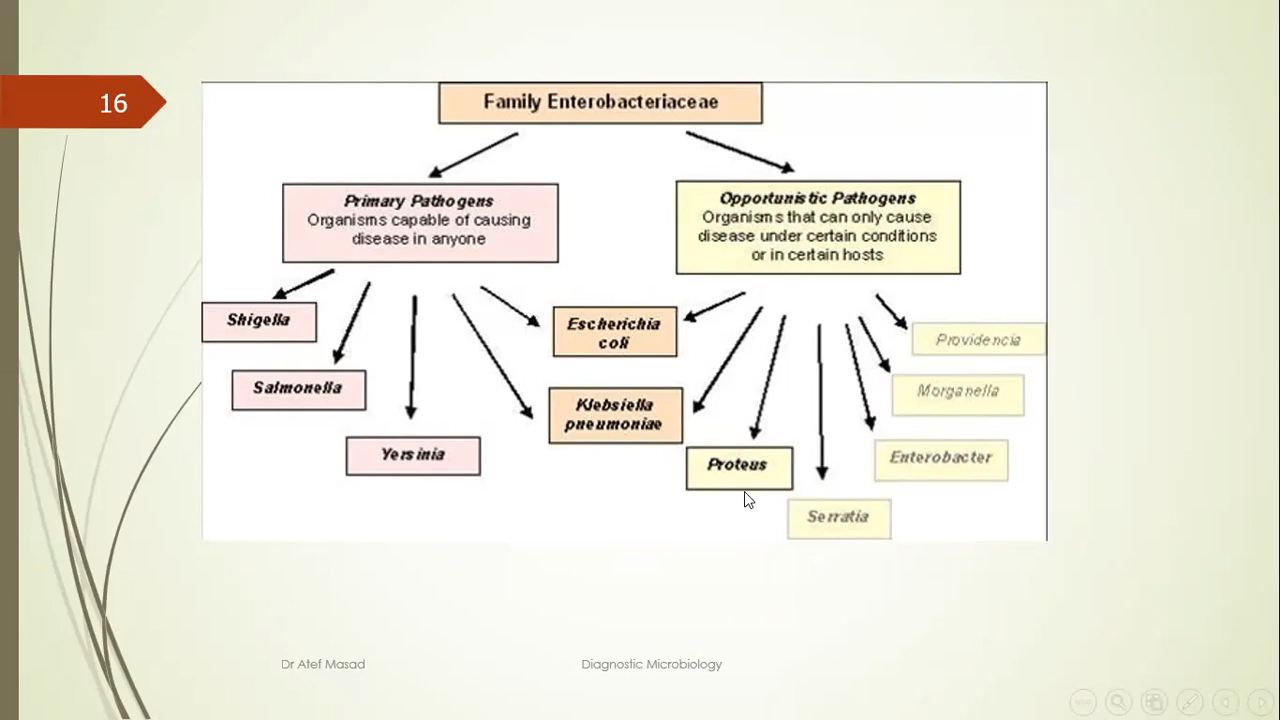 16
Family Enterobacteriaceae
Primary Pathogens
Organisms capable of causing
disease in anyone
Opportunistic Pathogens
Organisms that can only cause
disease under certain conditions
or in certain hosts
Shigella
Salmonella
Yersinia
Escherichia
coli
Klebsiella
pneumoniae
Proteus
Serratia
Enterobacter
Morganella
Providencia
Dr Atef Masad
Diagnostic Microbiology